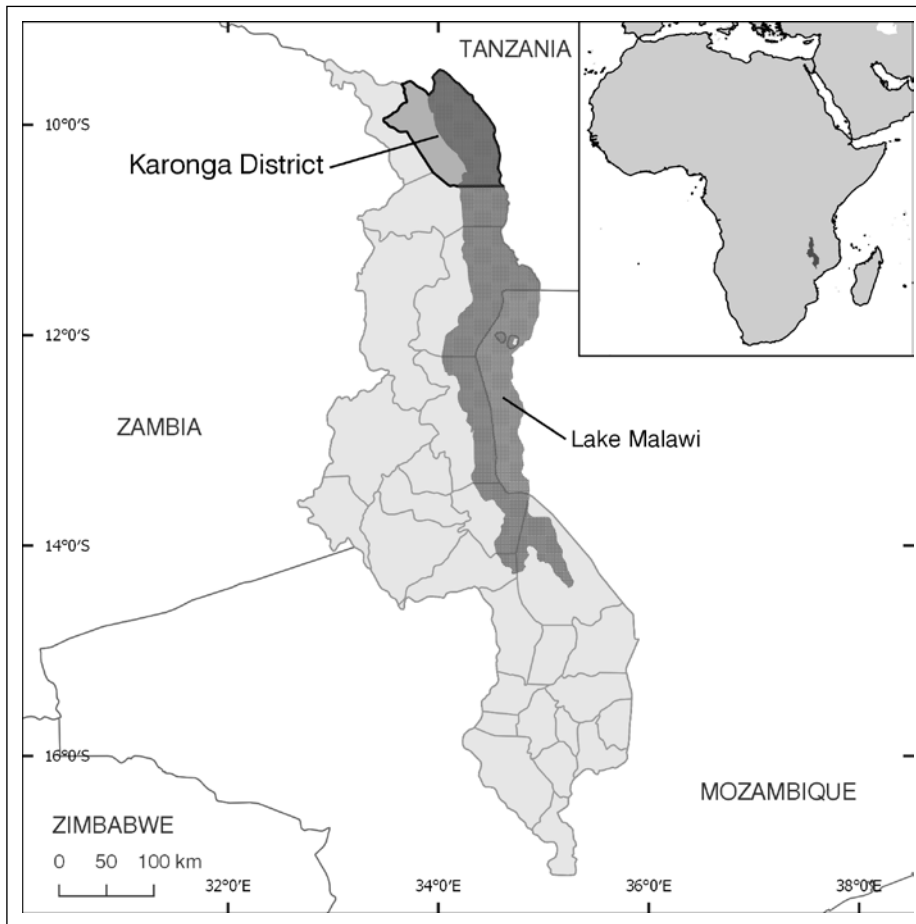 TANZANIA
10°0'S
Karonga District
12°0'S
ZAMBIA
Lake Malawi
14°0'S
16°0'S
MOZAMBIQUE
ZIMBABWE
0 50 100 km
32°0'E 34°0'E 36°0'E 38°0'E